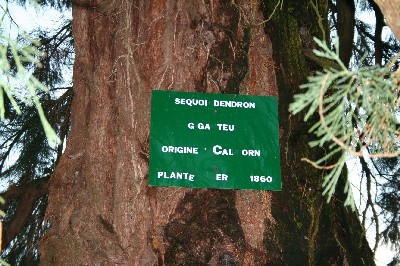 SEQUOI DENDRON
G GA TEU
ORIGINE CAL ORN
PLANTE ER 1860